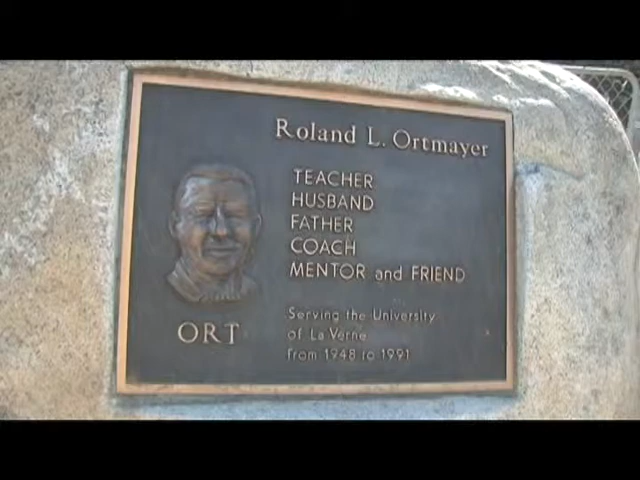 Roland L. Ortmayer
TEACHER
HUSBAND
FATHER
COACH
MENTOR and FRIEND
ORT
Serving the University
of La Verne
from 1948 to 1991